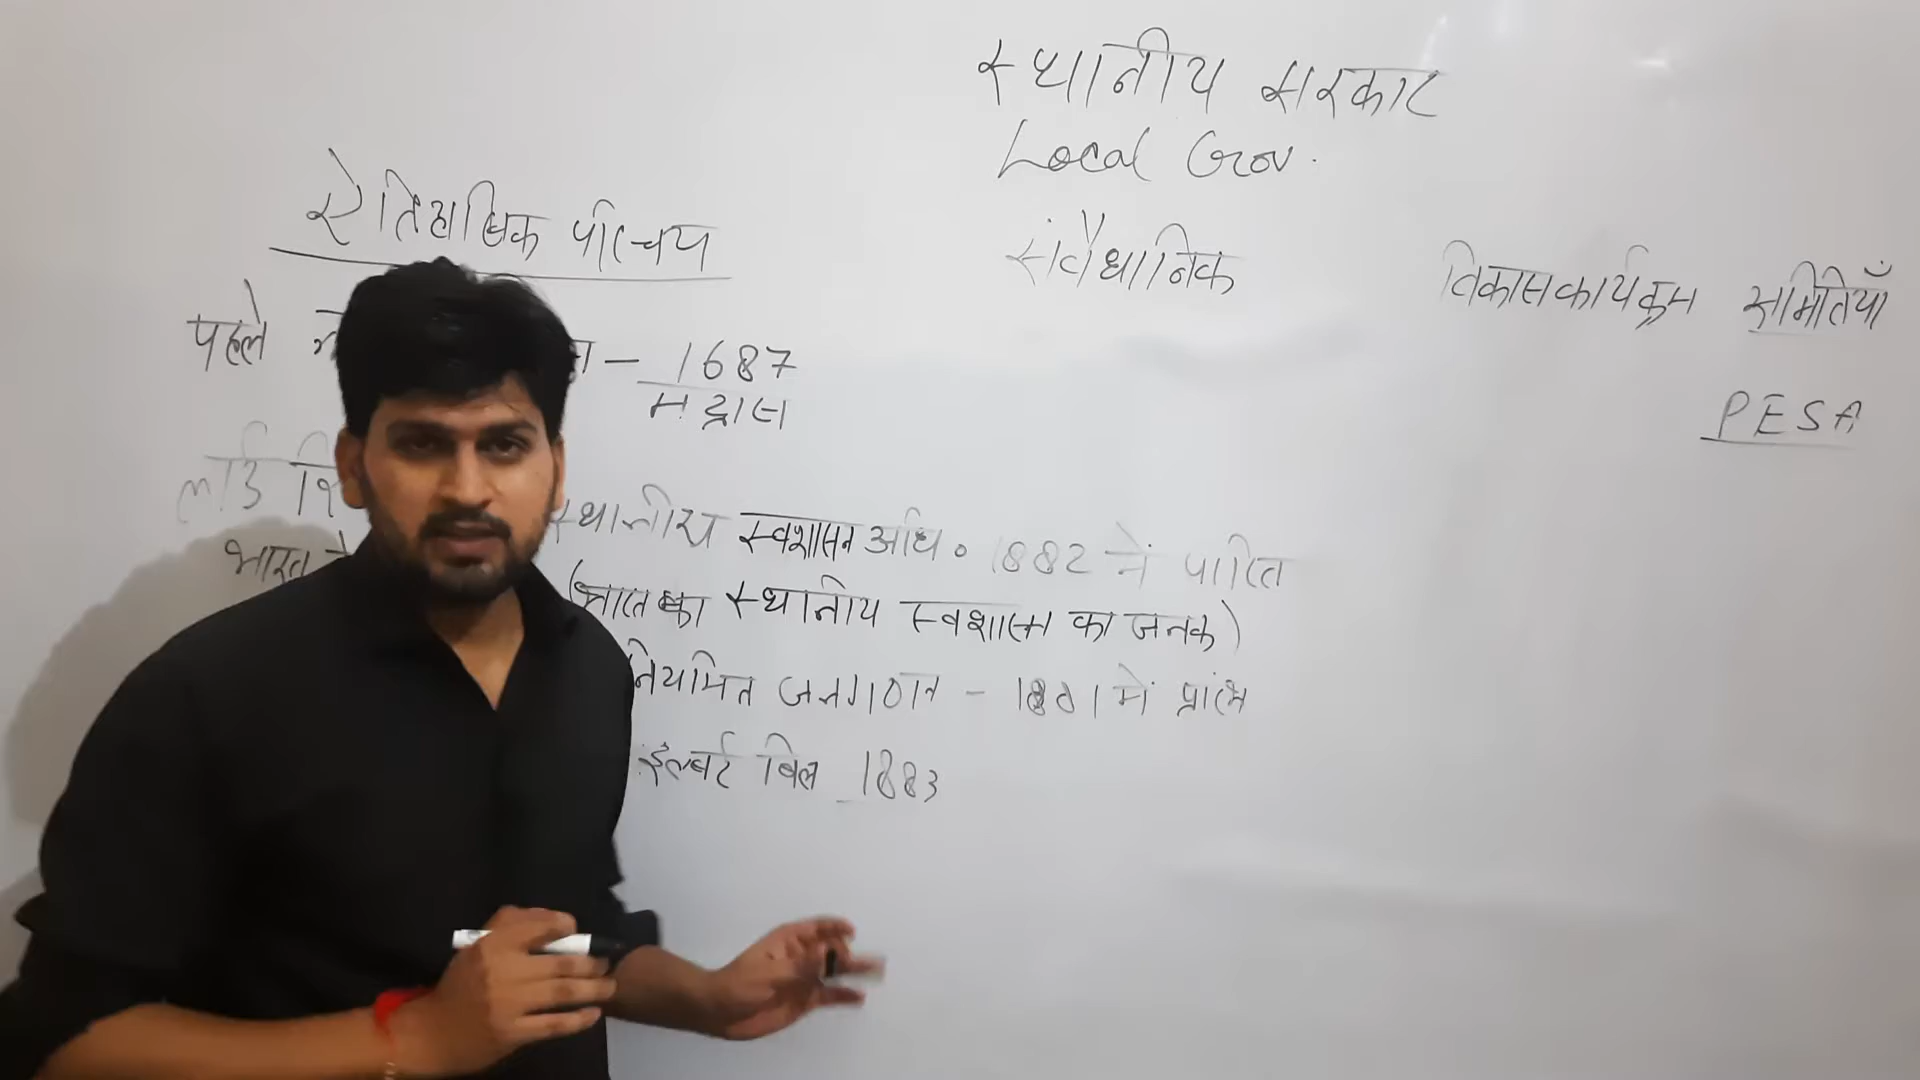 स्थानीय सरकार
Local Gov.
ऐतिहासिक परिचय
संवैधानिक
विकासकार्यक्रम समितियाँ
पहले – 1687
मद्रास
PESA
लार्ड
स्थानीय स्वशासन अधि० 1882 में पारित
भारत
का स्थानीय स्वशासन का जनक)
नियमित जनगणना - 1881 में प्रारंभ
इल्बर्ट बिल 1883